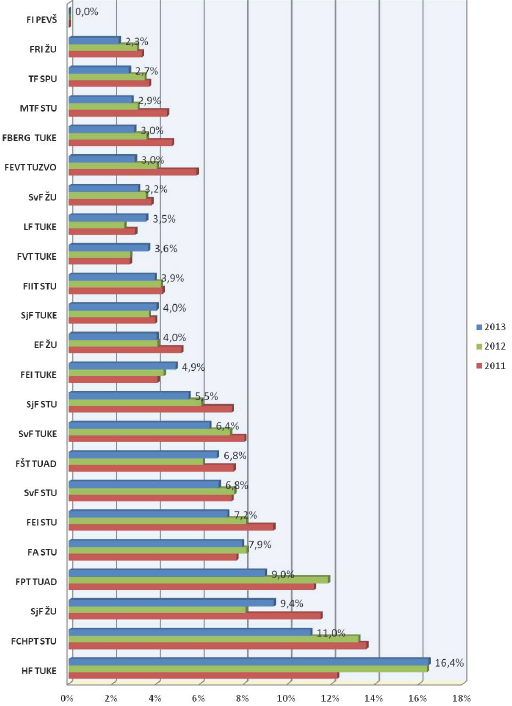 FI PEVŠ 0,0%
FRI ŽU 2,3%
TF SPU 2,7%
MTF STU 2,9%
FBERG TUKE 3,0%
FEVT TUZVO 3,0%
SvF ŽU 3,2%
LF TUKE 3,5%
FVT TUKE 3,6%
FIIT STU 3,9%
SjF TUKE 4,0%
EF ŽU 4,0%
FEI TUKE 4,9%
SjF STU 5,5%
SvF TUKE 6,4%
FŠT TUAD 6,8%
SvF STU 6,8%
FEI STU 7,2%
FA STU 7,9%
FPT TUAD 9,0%
SjF ŽU 9,4%
FCHPT STU 11,0%
HF TUKE 16,4%
0% 2% 4% 6% 8% 10% 12% 14% 16% 18%
2013
2012
2011